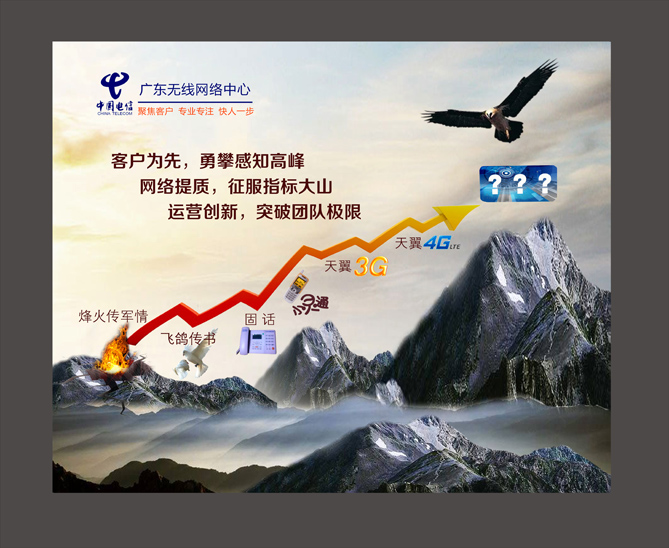 广东无线网络中心
中国电信
CHINA TELECOM
聚焦客户 专业专注 快人一步
客户为先，勇攀感知高峰
网络提质，征服指标大山
运营创新，突破团队极限
? ? ?
天翼4G LTE
天翼3G
小灵通
固话
飞鸽传书
烽火传军情